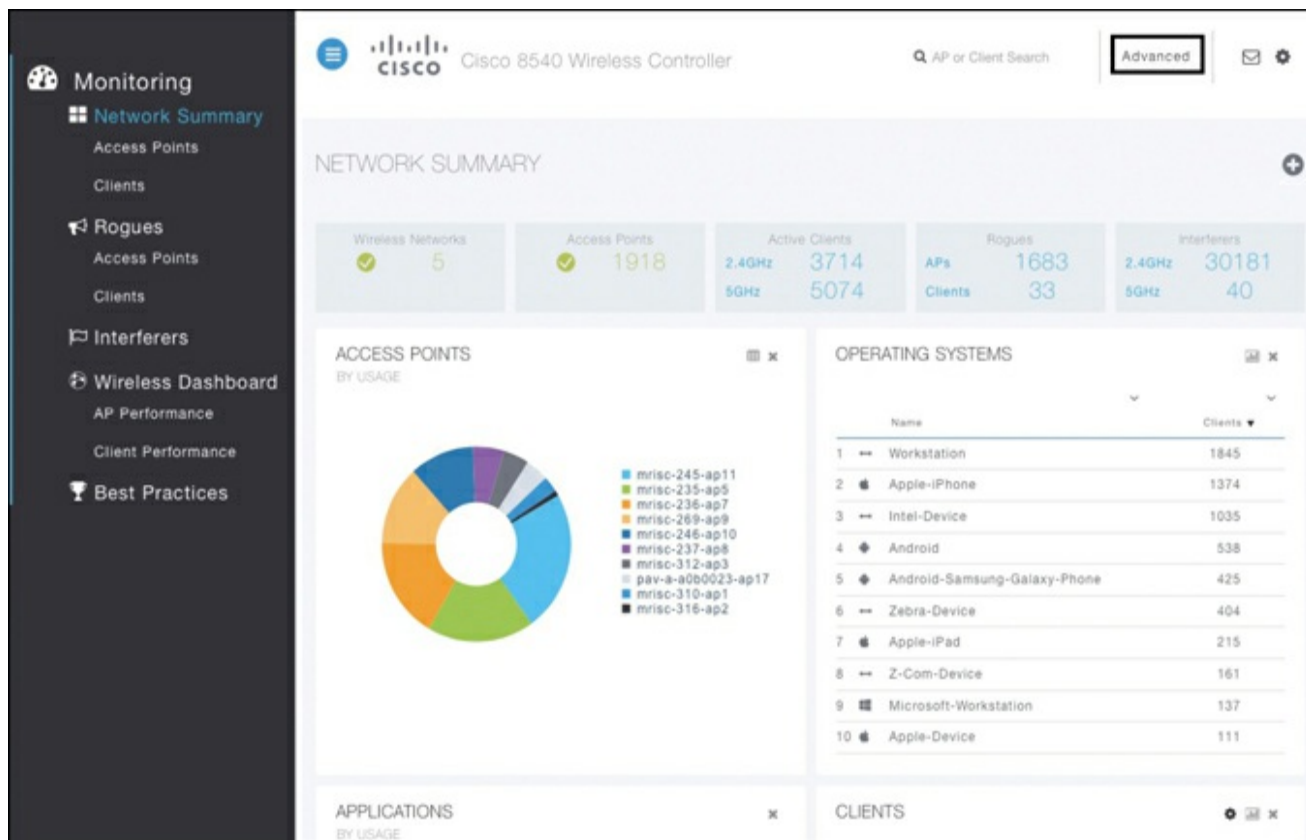 Monitoring
Network Summary
Access Points
Clients
Rogues
Access Points
Clients
Interferers
Wireless Dashboard
AP Performance
Client Performance
Best Practices
CISCO Cisco 8540 Wireless Controller
AP or Client Search
Advanced
NETWORK SUMMARY
Wireless Networks
5
Access Points
1918
Active Clients
2.4GHz 3714
5GHz 5074
Rogues
APs 1683
Clients 33
Interferers
2.4GHz 30181
5GHz 40
ACCESS POINTS
BY USAGE
mrisc-245-ap11
mrisc-235-ap5
mrisc-236-ap7
mrisc-269-ap9
mrisc-246-ap10
mrisc-237-ap8
mrisc-312-ap3
pav-a-a0b0023-ap17
mrisc-310-ap1
mrisc-316-ap2
OPERATING SYSTEMS
Name Clients
1 Workstation 1845
2 Apple-iPhone 1374
3 Intel-Device 1035
4 Android 538
5 Android-Samsung-Galaxy-Phone 425
6 Zebra-Device 404
7 Apple-iPad 215
8 Z-Com-Device 161
9 Microsoft-Workstation 137
10 Apple-Device 111
APPLICATIONS
BY USAGE
CLIENTS